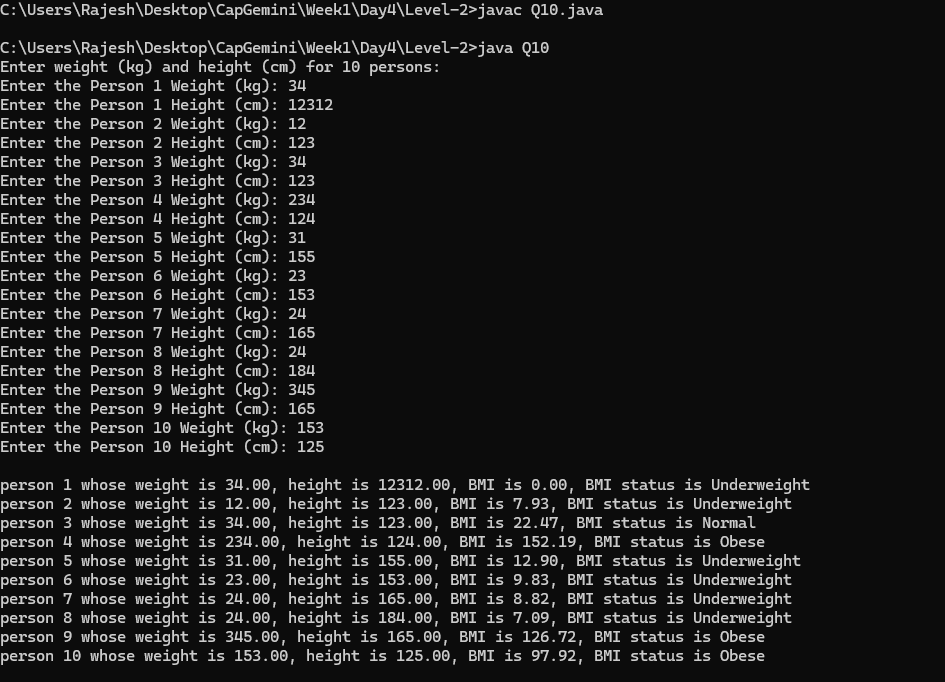 C:\Users\Rajesh\Desktop\CapGemini\Week1\Day4\Level-2>javac Q10.java
C:\Users\Rajesh\Desktop\CapGemini\Week1\Day4\Level-2>java Q10
Enter weight (kg) and height (cm) for 10 persons:
Enter the Person 1 Weight (kg): 34
Enter the Person 1 Height (cm): 12312
Enter the Person 2 Weight (kg): 12
Enter the Person 2 Height (cm): 123
Enter the Person 3 Weight (kg): 34
Enter the Person 3 Height (cm): 123
Enter the Person 4 Weight (kg): 234
Enter the Person 4 Height (cm): 124
Enter the Person 5 Weight (kg): 31
Enter the Person 5 Height (cm): 155
Enter the Person 6 Weight (kg): 23
Enter the Person 6 Height (cm): 153
Enter the Person 7 Weight (kg): 24
Enter the Person 7 Height (cm): 165
Enter the Person 8 Weight (kg): 24
Enter the Person 8 Height (cm): 184
Enter the Person 9 Weight (kg): 345
Enter the Person 9 Height (cm): 165
Enter the Person 10 Weight (kg): 153
Enter the Person 10 Height (cm): 125
person 1 whose weight is 34.00, height is 12312.00, BMI is 0.00, BMI status is Underweight
person 2 whose weight is 12.00, height is 123.00, BMI is 7.93, BMI status is Underweight
person 3 whose weight is 34.00, height is 123.00, BMI is 22.47, BMI status is Normal
person 4 whose weight is 234.00, height is 124.00, BMI is 152.19, BMI status is Obese
person 5 whose weight is 31.00, height is 155.00, BMI is 12.90, BMI status is Underweight
person 6 whose weight is 23.00, height is 153.00, BMI is 9.83, BMI status is Underweight
person 7 whose weight is 24.00, height is 165.00, BMI is 8.82, BMI status is Underweight
person 8 whose weight is 24.00, height is 184.00, BMI is 7.09, BMI status is Underweight
person 9 whose weight is 345.00, height is 165.00, BMI is 126.72, BMI status is Obese
person 10 whose weight is 153.00, height is 125.00, BMI is 97.92, BMI status is Obese